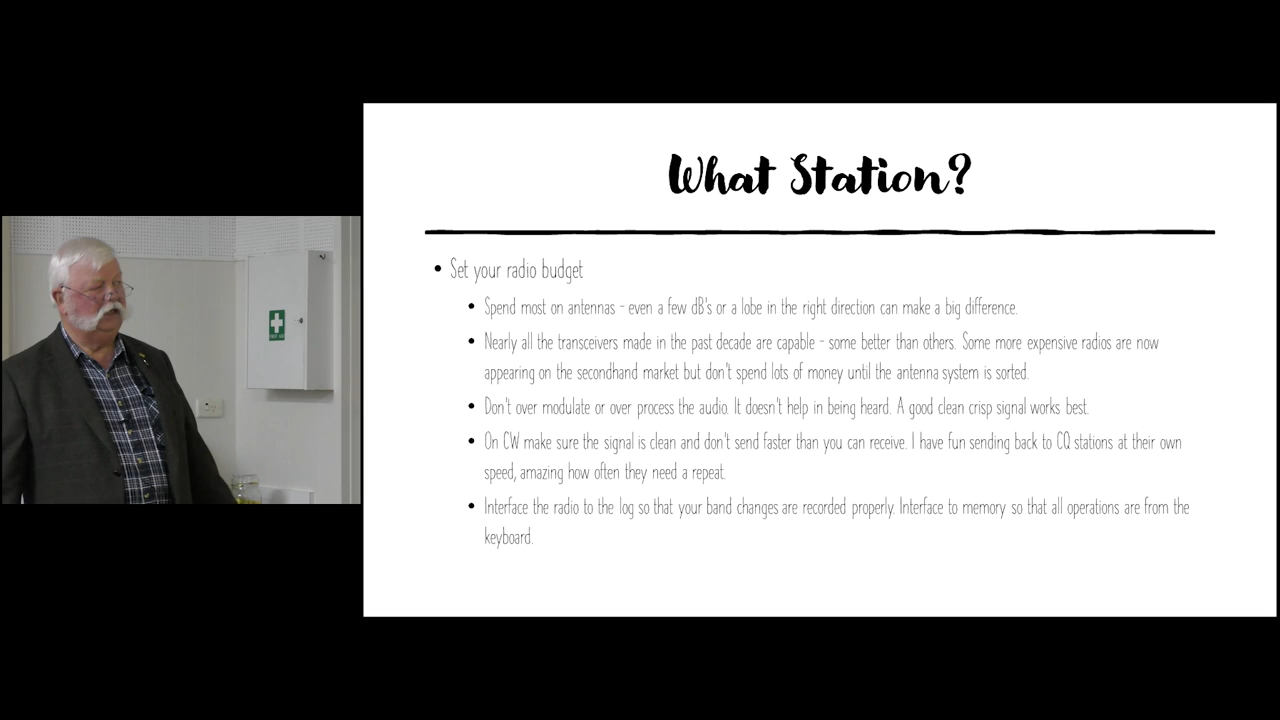 What Station?
Set your radio budget
Spend most on antennas - even a few dB's or a lobe in the right direction can make a big difference.
Nearly all the transceivers made in the past decade are capable - some better than others. Some more expensive radios are now
appearing on the secondhand market but don't spend lots of money until the antenna system is sorted.
Don't over modulate or over process the audio. It doesn't help in being heard. A good clean crisp signal works best.
On CW make sure the signal is clean and don't send faster than you can receive. I have fun sending back to CQ stations at their own
speed, amazing how often they need a repeat.
Interface the radio to the log so that your band changes are recorded properly. Interface to memory so that all operations are from the
keyboard.
FIRST AID